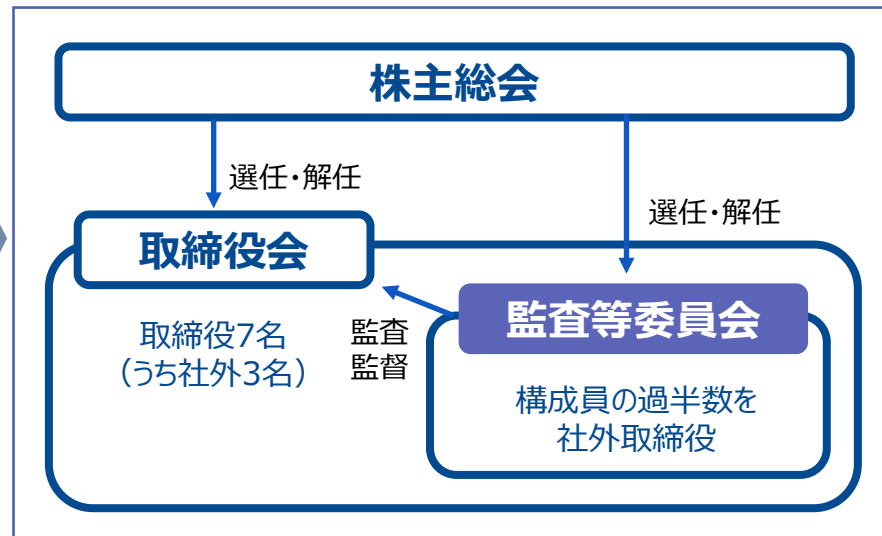 株主総会
選任・解任
選任・解任
取締役会
取締役7名
(うち社外3名)
監査
監督
監査等委員会
構成員の過半数を
社外取締役